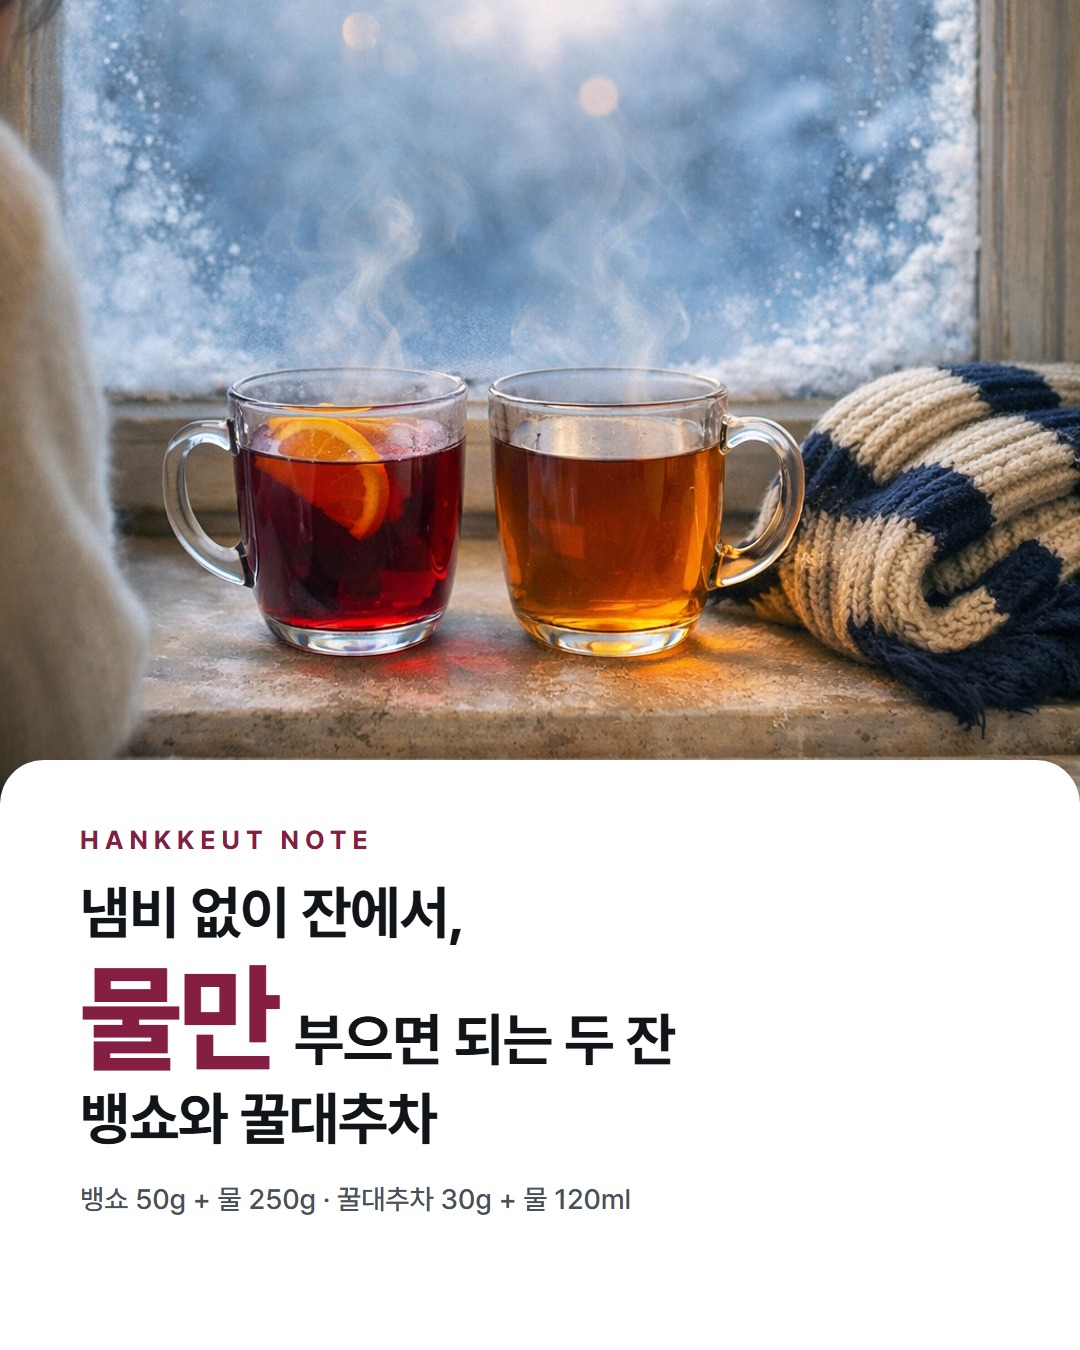 HANKKEUT NOTE
냄비 없이 잔에서,
물만 부으면 되는 두 잔
뱅쇼와 꿀대추차
뱅쇼 50g + 물 250g · 꿀대추차 30g + 물 120ml